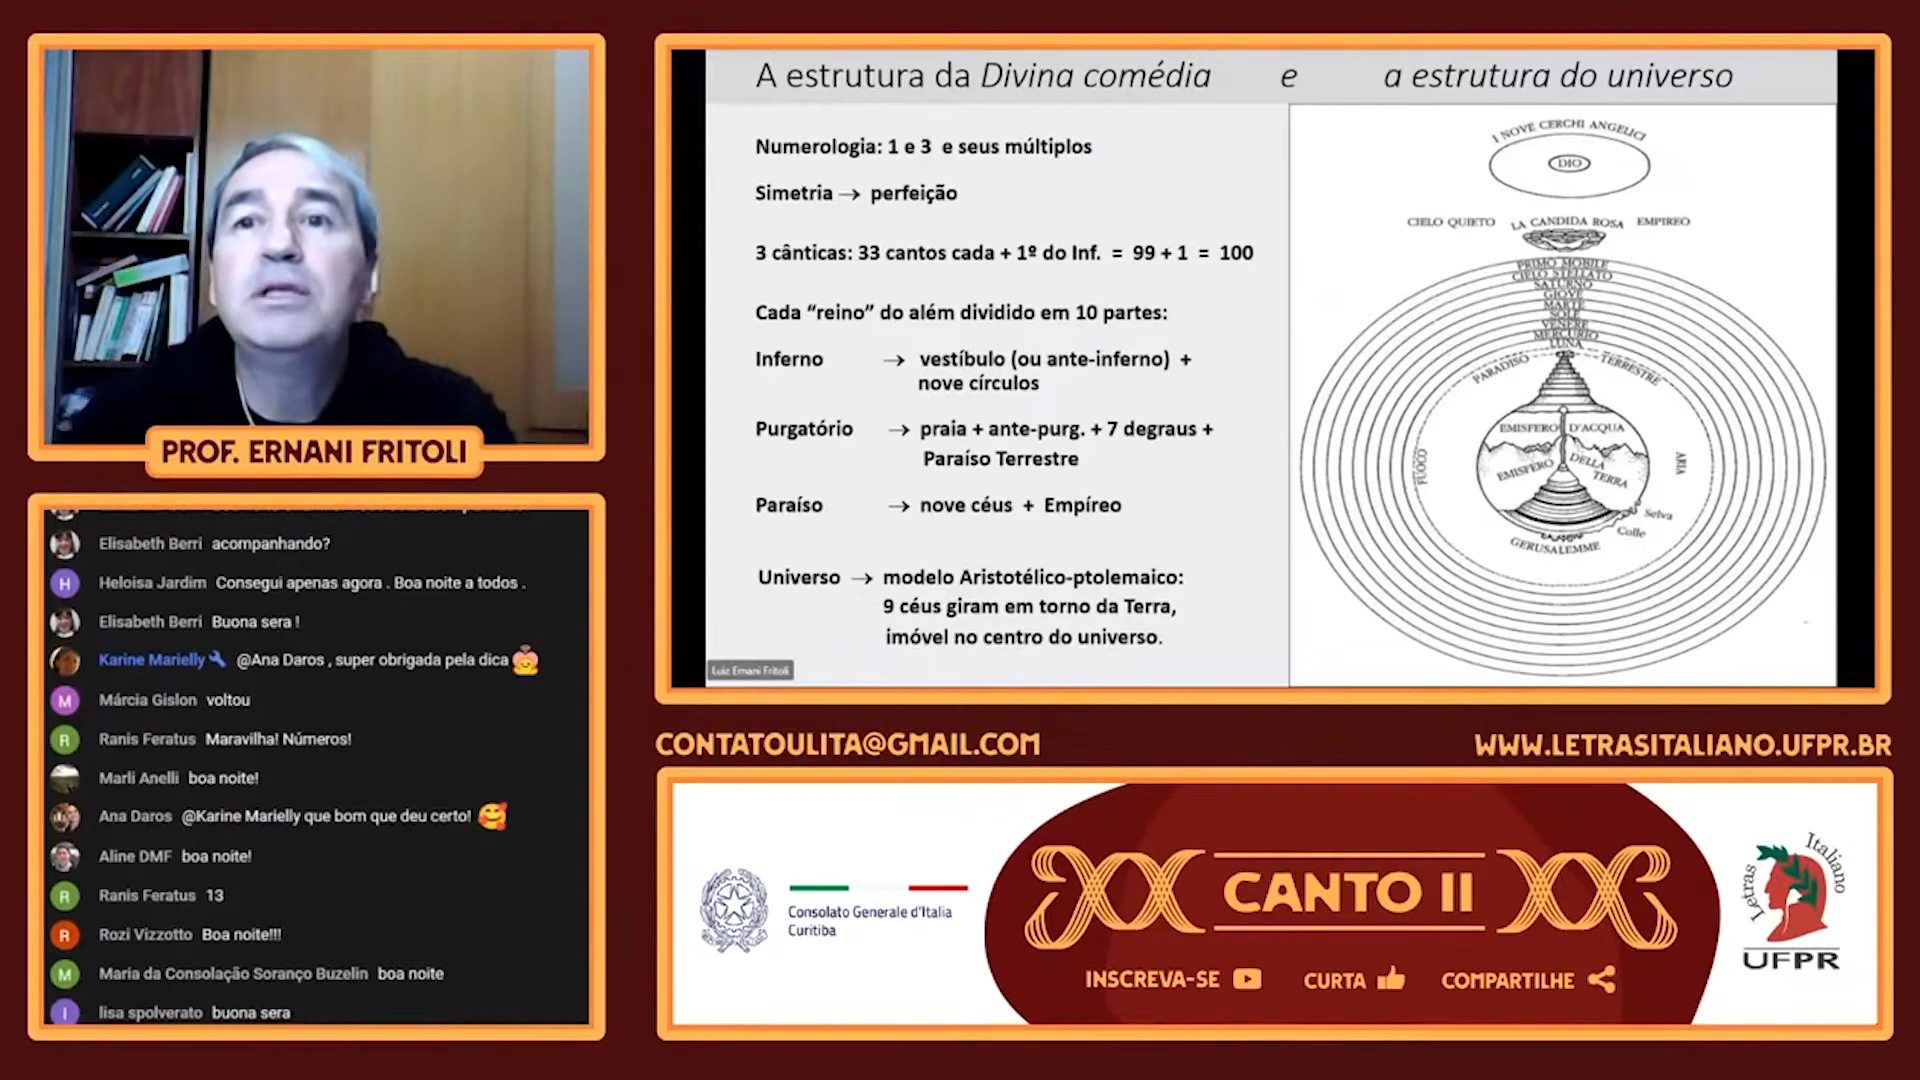 PROF. ERNANI FRITOLI
Elisabeth Berri acompanhando?
Heloisa Jardim Consegui apenas agora . Boa noite a todos .
Elisabeth Berri Buona sera !
Karine Marielly @Ana Daros , super obrigada pela dica
M Márcia Gislon voltou
R Ranis Feratus Maravilha! Números!
Marli Anelli boa noite!
Ana Daros @Karine Marielly que bom que deu certo!
Aline DMF boa noite!
R Ranis Feratus 13
R Rozi Vizzotto Boa noite!!!
M Maria da Consolação Soranço Buzelin boa noite
I lisa spolverato buona sera
A estrutura da Divina comédia e a estrutura do universo
Numerologia: 1 e 3 e seus múltiplos
Simetria → perfeição
3 cânticas: 33 cantos cada + 1º do Inf. = 99 + 1 = 100
Cada “reino” do além dividido em 10 partes:
Inferno → vestíbulo (ou ante-inferno) +
nove círculos
Purgatório → praia + ante-purg. + 7 degraus +
Paraíso Terrestre
Paraíso → nove céus + Empíreo
Universo → modelo Aristotélico-ptolemaico:
9 céus giram em torno da Terra,
imóvel no centro do universo.
Luiz Ernani Fritoli
I NOVE CERCHI ANGELICI
DIO
CIELO QUIETO LA CANDIDA ROSA EMPIREO
PRIMO MOBILE
CIELO STELLATO
SATURNO
GIOVE
MARTE
SOLE
VENERE
MERCURIO
LUNA
PARADISO TERRESTRE
EMISFERO D'ACQUA
EMISFERO DELLA TERRA
FUOCO
ARIA
Selva
Colle
GERUSALEMME
CONTATOULITA@GMAIL.COM
WWW.LETRASITALIANO.UFPR.BR
Consolato Generale d'Italia
Curitiba
CANTO II
INSCREVA-SE CURTA COMPARTILHE
Letras Italiano
UFPR